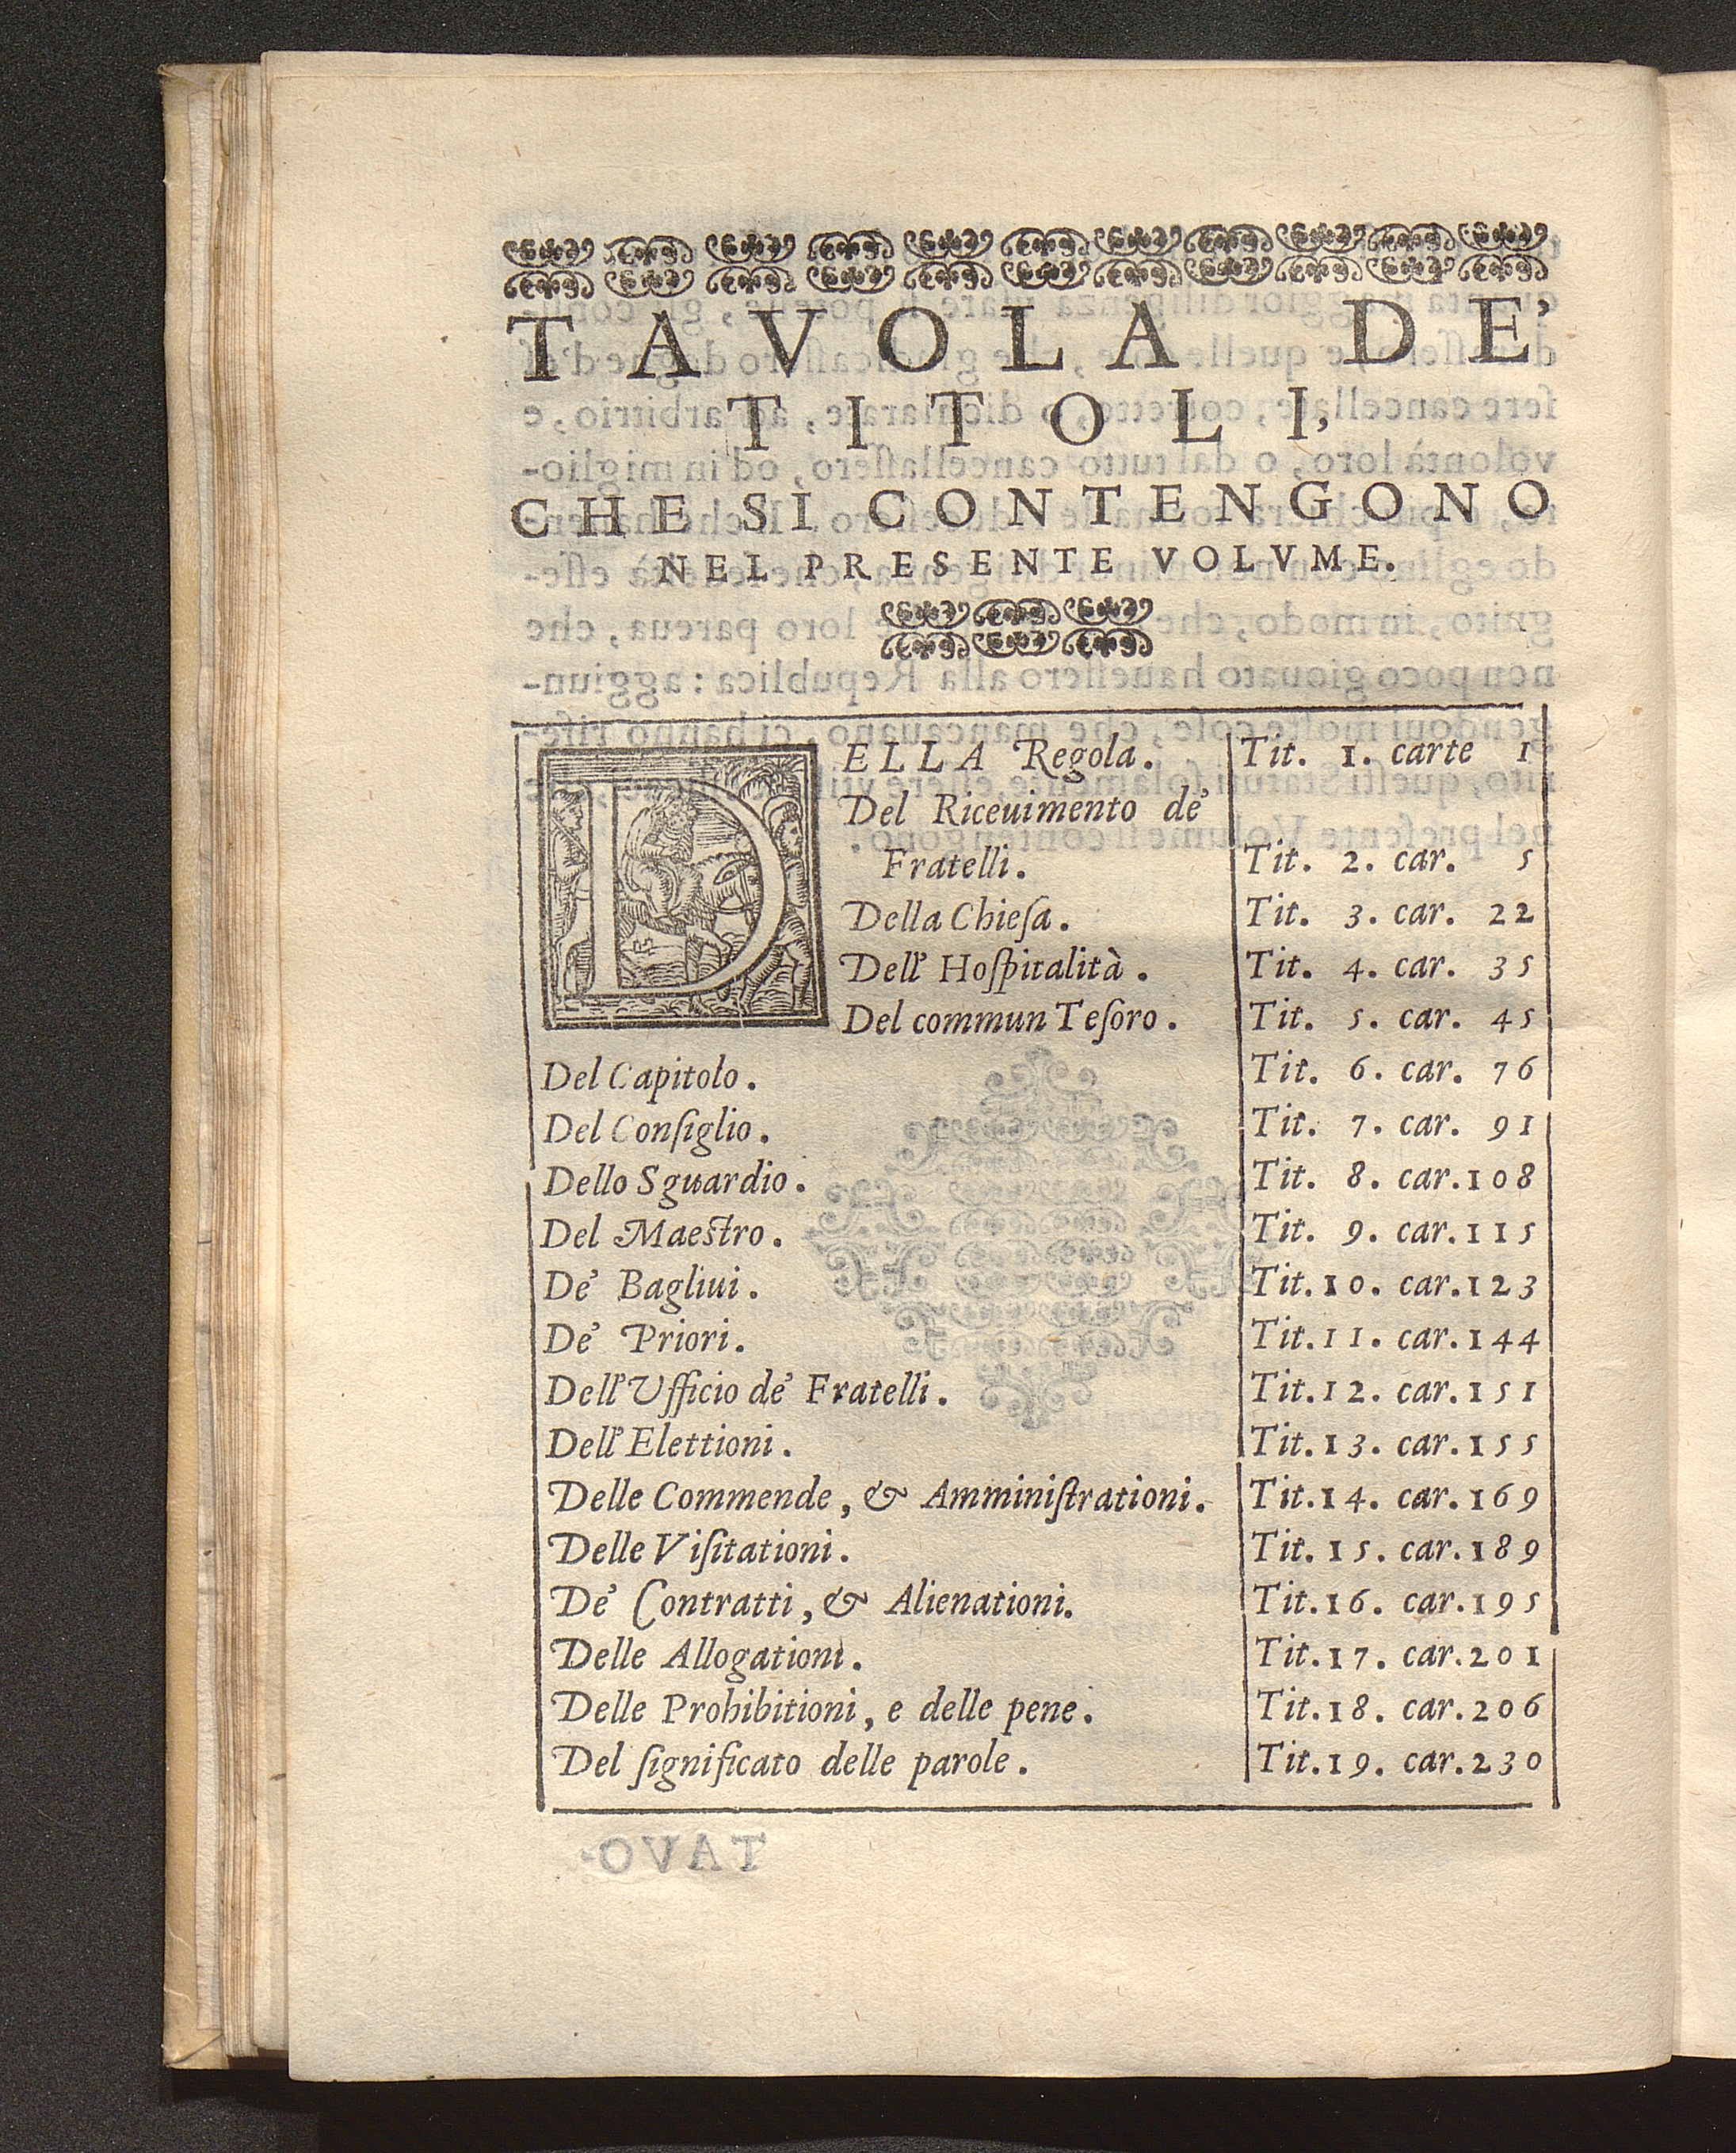 TAVOLA DE'
TITOLI,
CHE SI CONTENGONO
NEL PRESENTE VOLVME.
DELLA Regola. Tit. 1. carte 1
Del Riceuimento de'
Fratelli. Tit. 2. car. 5
Della Chieſa. Tit. 3. car. 22
Dell' Hoſpitalità. Tit. 4. car. 35
Del commun Teſoro. Tit. 5. car. 45
Del Capitolo. Tit. 6. car. 76
Del Conſiglio. Tit. 7. car. 91
Dello Sguardio. Tit. 8. car. 108
Del Maestro. Tit. 9. car. 115
De' Bagliui. Tit. 10. car. 123
De' Priori. Tit. 11. car. 144
Dell' Vfficio de' Fratelli. Tit. 12. car. 151
Dell' Elettioni. Tit. 13. car. 155
Delle Commende, & Amminiſtrationi. Tit. 14. car. 169
Delle Viſitationi. Tit. 15. car. 189
De' Contratti, & Alienationi. Tit. 16. car. 195
Delle Allogationi. Tit. 17. car. 201
Delle Prohibitioni, e delle pene. Tit. 18. car. 206
Del ſignificato delle parole. Tit. 19. car. 230